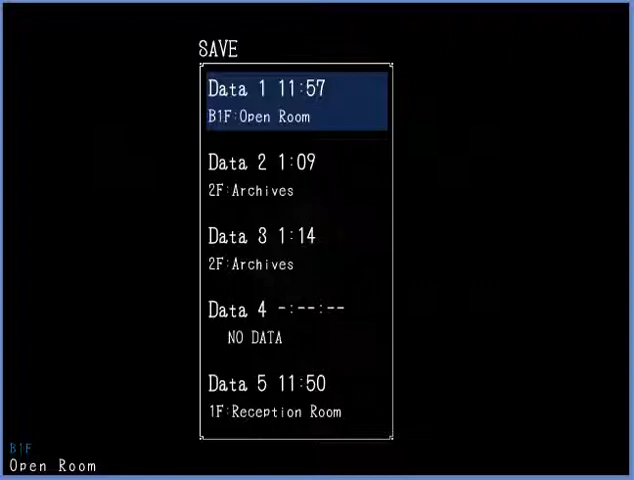 SAVE
Data 1 11:57
B1F:Open Room
Data 2 1:09
2F:Archives
Data 3 1:14
2F:Archives
Data 4 -:--:--
NO DATA
Data 5 11:50
1F:Reception Room
B1F
Open Room